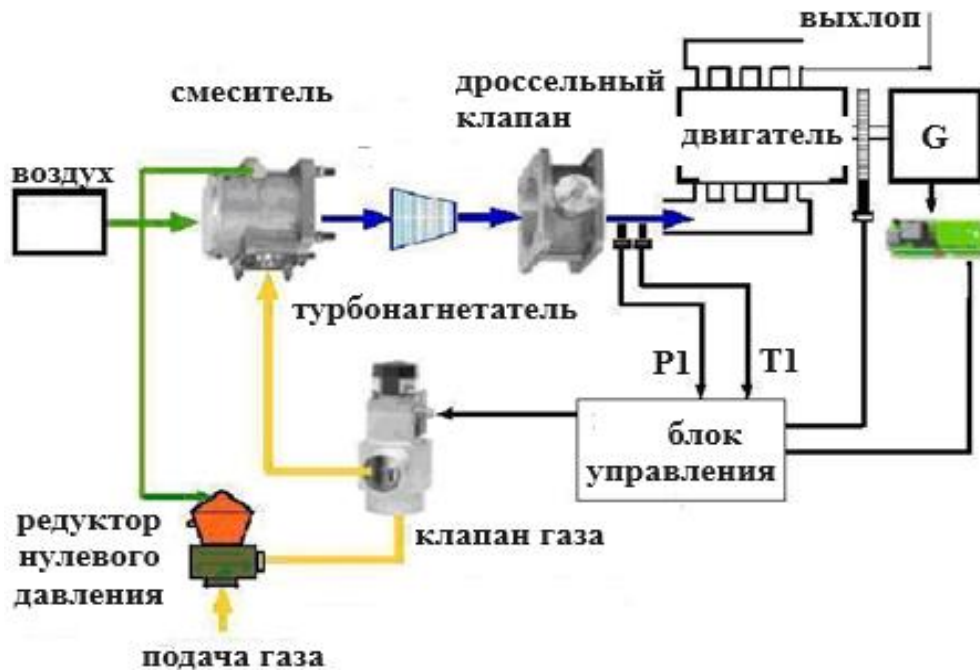 выхлоп
смеситель
дроссельный
клапан
двигатель
G
воздух
турбонагнетатель
P1
T1
блок
управления
редуктор
нулевого
давления
клапан газа
подача газа